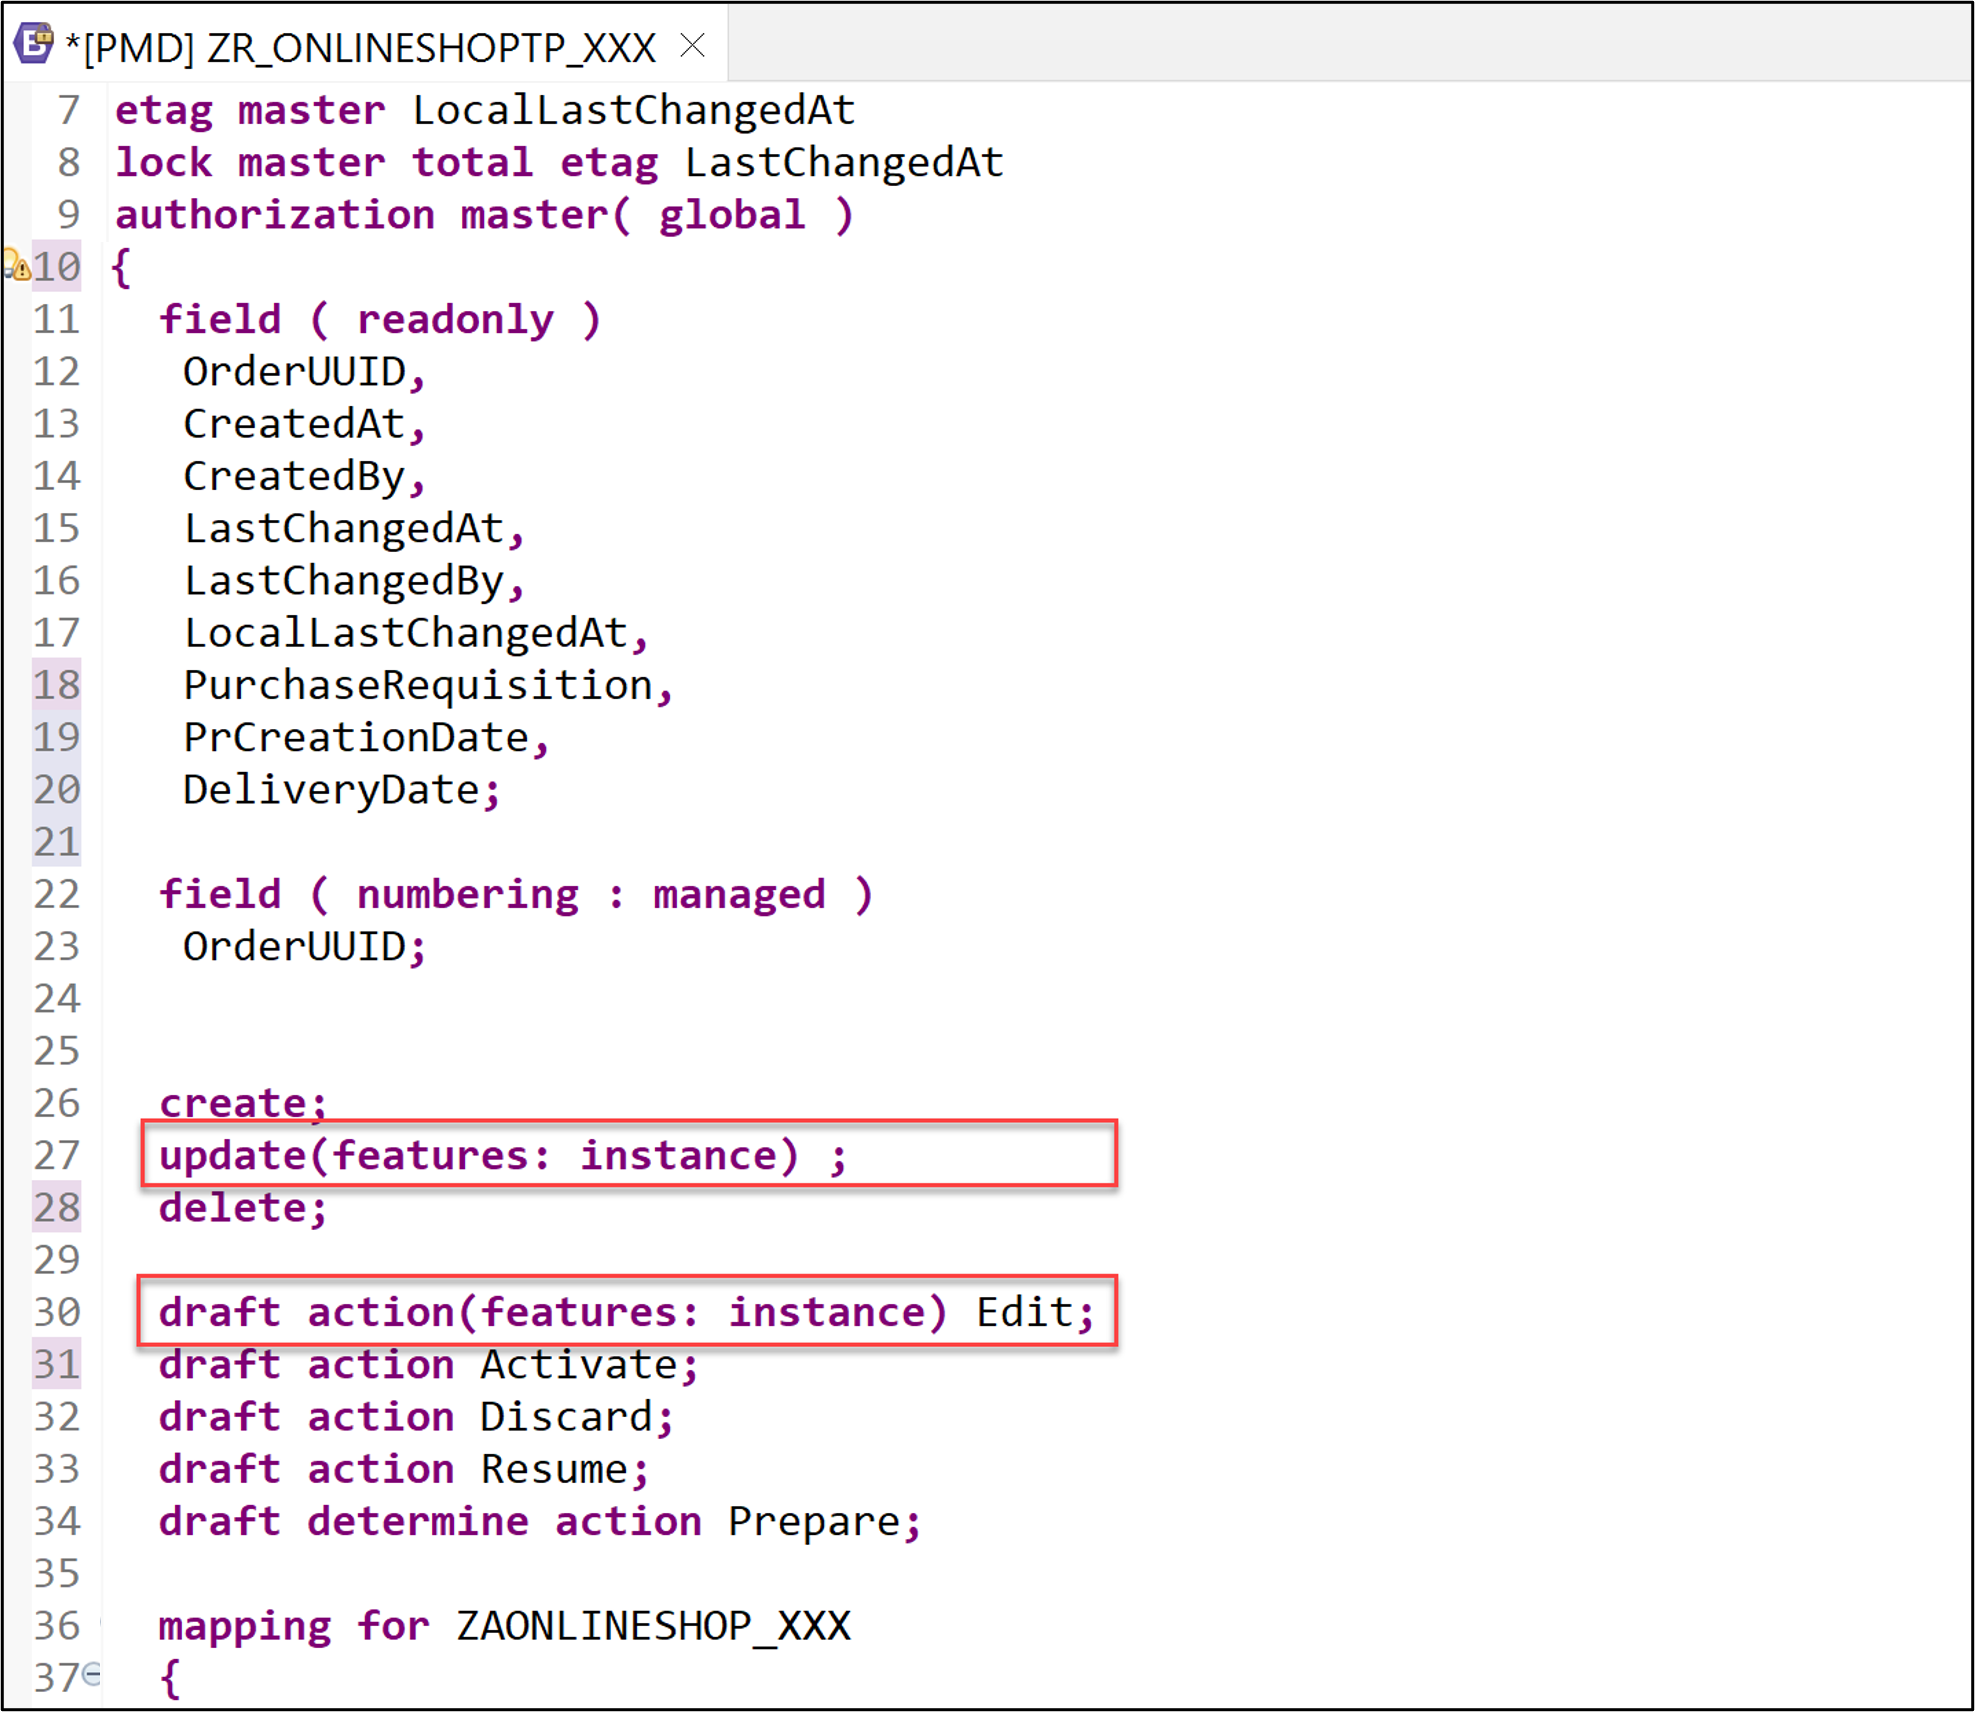 *[PMD] ZR_ONLINESHOPTP_XXX
7 etag master LocalLastChangedAt
8 lock master total etag LastChangedAt
9 authorization master( global )
10 {
11 field ( readonly )
12 OrderUUID,
13 CreatedAt,
14 CreatedBy,
15 LastChangedAt,
16 LastChangedBy,
17 LocalLastChangedAt,
18 PurchaseRequisition,
19 PrCreationDate,
20 DeliveryDate;
21
22 field ( numbering : managed )
23 OrderUUID;
24
25
26 create;
27 update(features: instance) ;
28 delete;
29
30 draft action(features: instance) Edit;
31 draft action Activate;
32 draft action Discard;
33 draft action Resume;
34 draft determine action Prepare;
35
36 mapping for ZAONLINESHOP_XXX
37 {